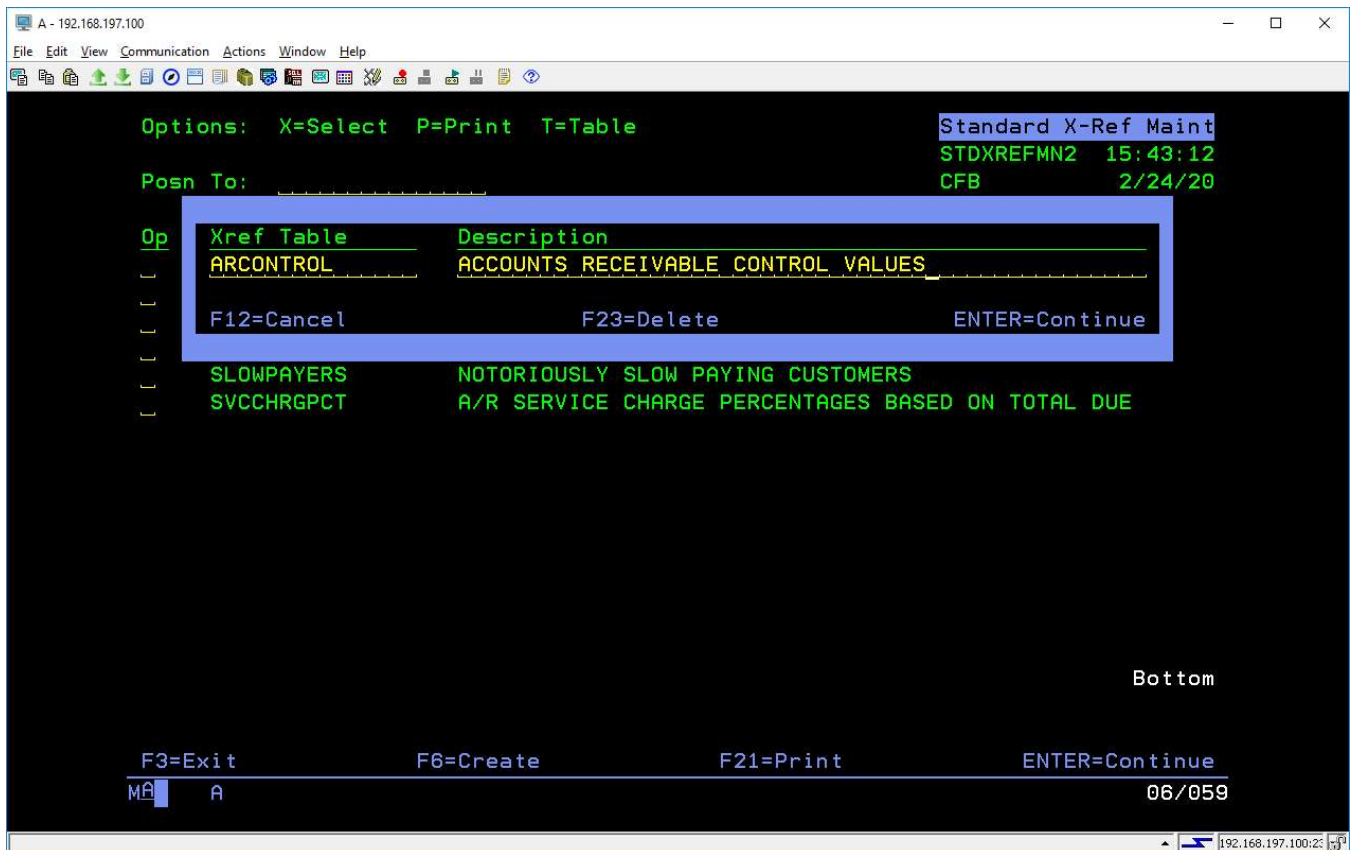 A - 192.168.197.100
File Edit View Communication Actions Window Help
Options: X=Select P=Print T=Table Standard X-Ref Maint
STDXREFMN2 15:43:12
Posn To: CFB 2/24/20
Op Xref Table Description
ARCONTROL ACCOUNTS RECEIVABLE CONTROL VALUES
F12=Cancel F23=Delete ENTER=Continue
SLOWPAYERS NOTORIOUSLY SLOW PAYING CUSTOMERS
SVCCHRGPCT A/R SERVICE CHARGE PERCENTAGES BASED ON TOTAL DUE
Bottom
F3=Exit F6=Create F21=Print ENTER=Continue
MA A 06/059
192.168.197.100:23